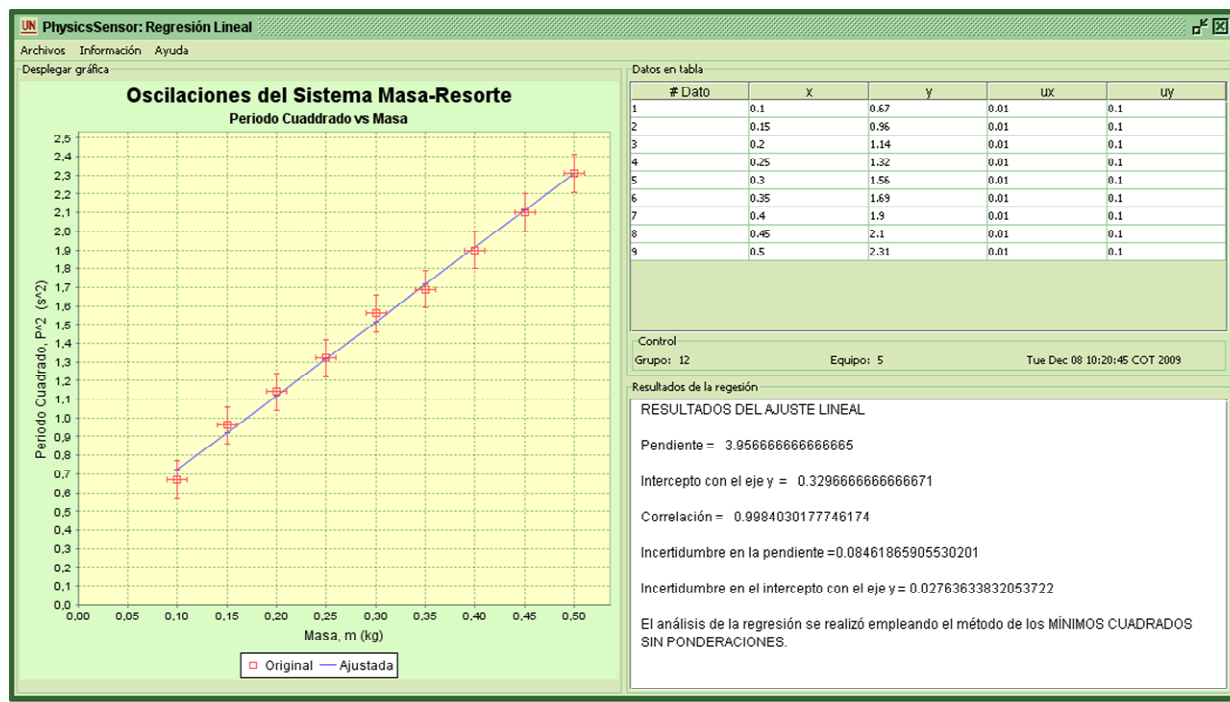 UN PhysicsSensor: Regresión Lineal
Archivos Información Ayuda
Desplegar gráfica
Oscilaciones del Sistema Masa-Resorte
Periodo Cuaddrado vs Masa
Periodo Cuadrado, P^2 (s^2)
2,5
2,4
2,3
2,2
2,1
2,0
1,9
1,8
1,7
1,6
1,5
1,4
1,3
1,2
1,1
1,0
0,9
0,8
0,7
0,6
0,5
0,4
0,3
0,2
0,1
0,0
0,00 0,05 0,10 0,15 0,20 0,25 0,30 0,35 0,40 0,45 0,50
Masa, m (kg)
Original Ajustada
Datos en tabla
# Dato x y ux uy
1 0.1 0.67 0.01 0.1
2 0.15 0.96 0.01 0.1
3 0.2 1.14 0.01 0.1
4 0.25 1.32 0.01 0.1
5 0.3 1.56 0.01 0.1
6 0.35 1.69 0.01 0.1
7 0.4 1.9 0.01 0.1
8 0.45 2.1 0.01 0.1
9 0.5 2.31 0.01 0.1
Control
Grupo: 12 Equipo: 5 Tue Dec 08 10:20:45 COT 2009
Resultados de la regesión
RESULTADOS DEL AJUSTE LINEAL
Pendiente = 3.956666666666665
Intercepto con el eje y = 0.3296666666666671
Correlación = 0.9984030177746174
Incertidumbre en la pendiente =0.08461865905530201
Incertidumbre en el intercepto con el eje y = 0.02763633832053722
El análisis de la regresión se realizó empleando el método de los MÍNIMOS CUADRADOS
SIN PONDERACIONES.